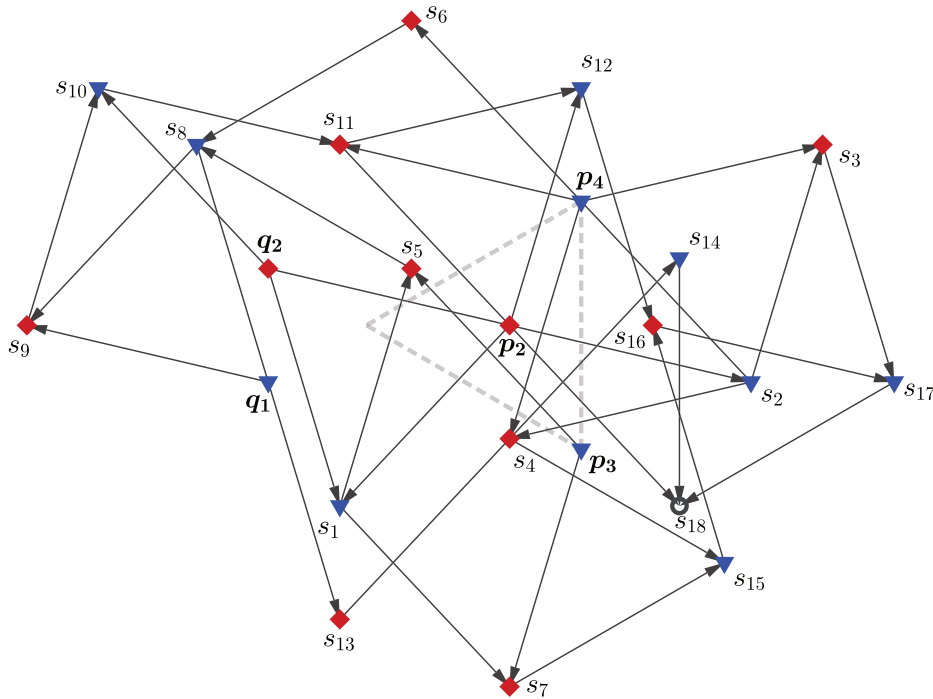 s₆
s₁₀
s₁₂
s₈
s₁₁
s₃
p₄
q₂
s₅
s₁₄
s₉
p₂
s₁₆
q₁
s₂
s₁₇
s₄
p₃
s₁
s₁₈
s₁₅
s₁₃
s₇